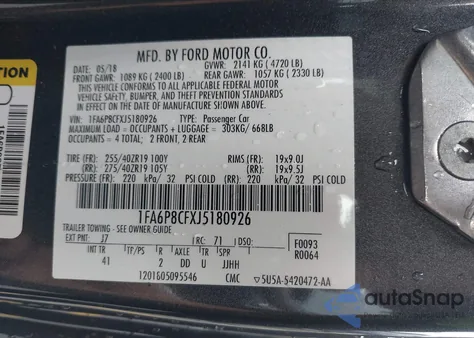 MFD. BY FORD MOTOR CO.
DATE: 05/18 GVWR: 2141 KG ( 4720 LB)
FRONT GAWR: 1089 KG ( 2400 LB) REAR GAWR: 1057 KG ( 2330 LB)
THIS VEHICLE CONFORMS TO ALL APPLICABLE FEDERAL MOTOR
VEHICLE SAFETY, BUMPER, AND THEFT PREVENTION STANDARDS
IN EFFECT ON THE DATE OF MANUFACTURE SHOWN ABOVE.
VIN: 1FA6P8CFXJ5180926 TYPE: Passenger Car
MAXIMUM LOAD = OCCUPANTS + LUGGAGE = 303KG/ 668LB
OCCUPANTS = 4 TOTAL; 2 FRONT, 2 REAR
TIRE (FR): 255/40ZR19 100Y RIMS (FR): 19x9.0J
(RR): 275/40ZR19 105Y (RR): 19x9.5J
PRESSURE (FR): 220 kPa/ 32 PSI COLD (RR): 220 kPa/ 32 PSI COLD
1FA6P8CFXJ5180926
TRAILER TOWING - SEE OWNER GUIDE
EXT PNT: J7 RC: 71 DSO: F0093
INT TR TP/PS R AXLE TR SPR R0064
41 2 DD U JJHH
12016G5095546 CMC 5U5A-5420472-AA
autoSnap